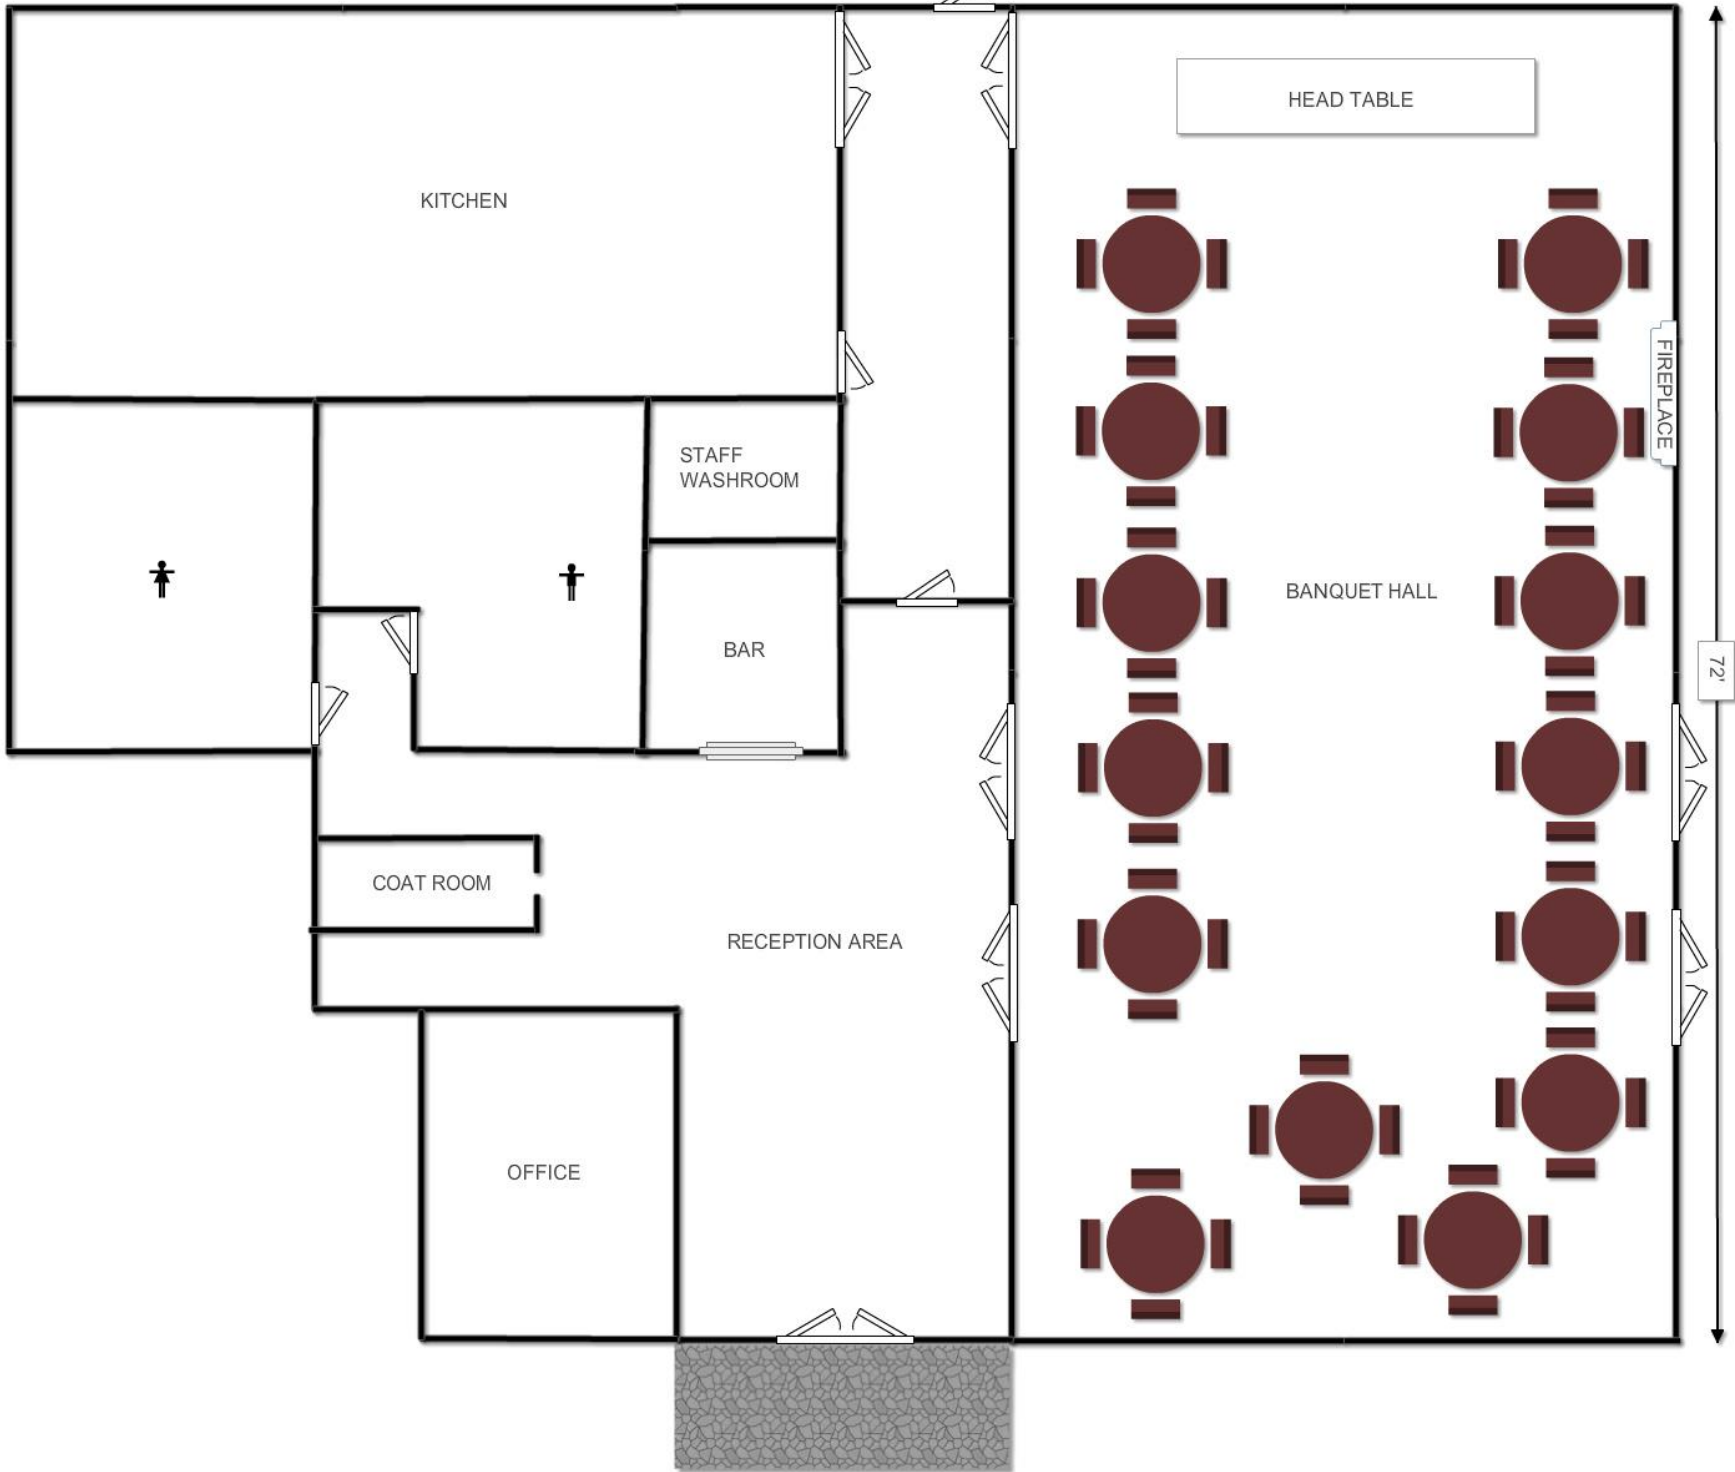 HEAD TABLE
KITCHEN
FIREPLACE
STAFF
WASHROOM
BANQUET HALL
BAR
72'
COAT ROOM
RECEPTION AREA
OFFICE